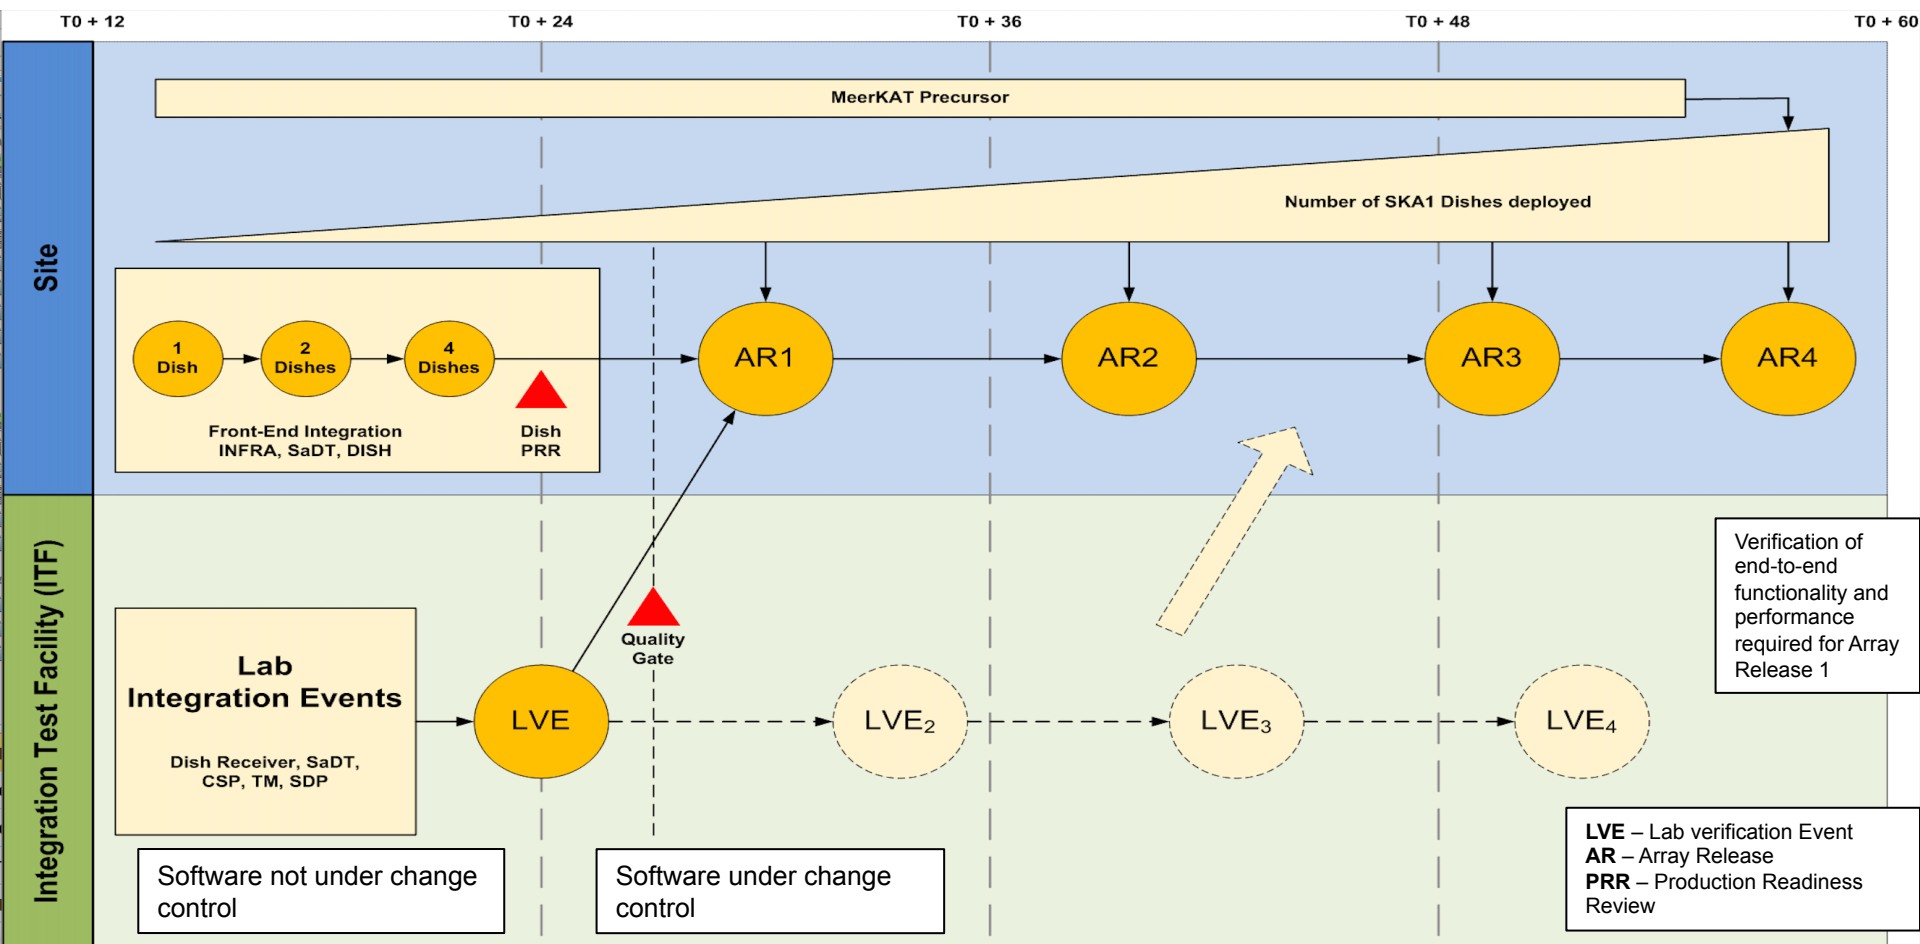 T0 + 12
T0 + 24
T0 + 36
T0 + 48
T0 + 60
Site
MeerKAT Precursor
Number of SKA1 Dishes deployed
1
Dish
2
Dishes
4
Dishes
Front-End Integration
INFRA, SaDT, DISH
Dish
PRR
AR1
AR2
AR3
AR4
Integration Test Facility (ITF)
Lab
Integration Events
Dish Receiver, SaDT,
CSP, TM, SDP
LVE
Quality
Gate
LVE2
LVE3
LVE4
Verification of
end-to-end
functionality and
performance
required for Array
Release 1
Software not under change
control
Software under change
control
LVE – Lab verification Event
AR – Array Release
PRR – Production Readiness
Review